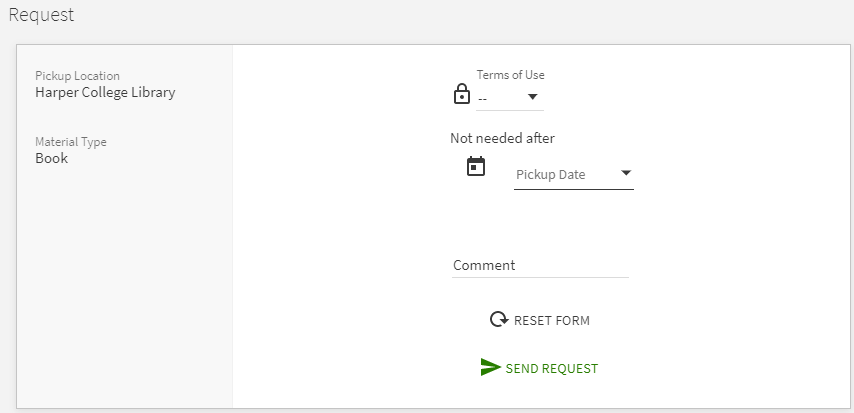 Request
Pickup Location
Harper College Library
Material Type
Book
Terms of Use
--
Not needed after
Pickup Date
Comment
RESET FORM
SEND REQUEST